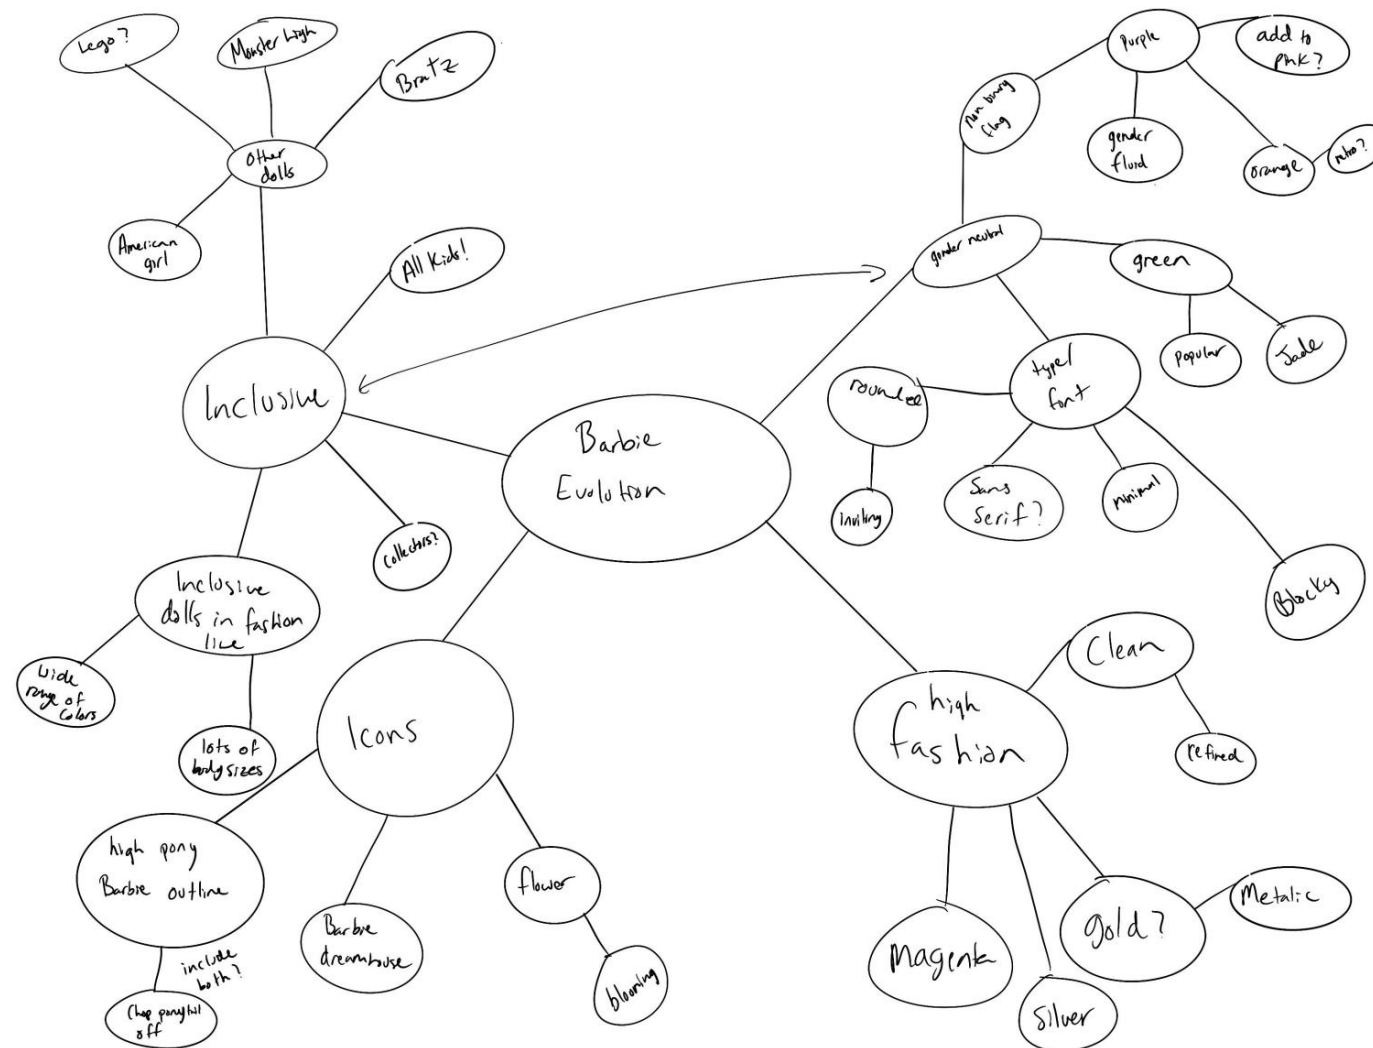 Lego?
Monster high
Bratz
Other
dolls
American
girl
All Kids!
Inclusive
Inclusive
dolls in fashion
line
wide
range of
colors
lots of
body sizes
collectors?
Barbie
Evolution
Icons
high pony
Barbie outline
include
both?
Chop ponytail
off
Barbie
dreamhouse
flower
blooming
Purple
add to
pink?
non binary
flag
gender
fluid
orange
retro?
gender neutral
green
popular
Jade
type/
font
rounded
inviting
Sans
Serif?
minimal
Blocky
high
fashion
Clean
refined
Magenta
Silver
gold?
Metalic